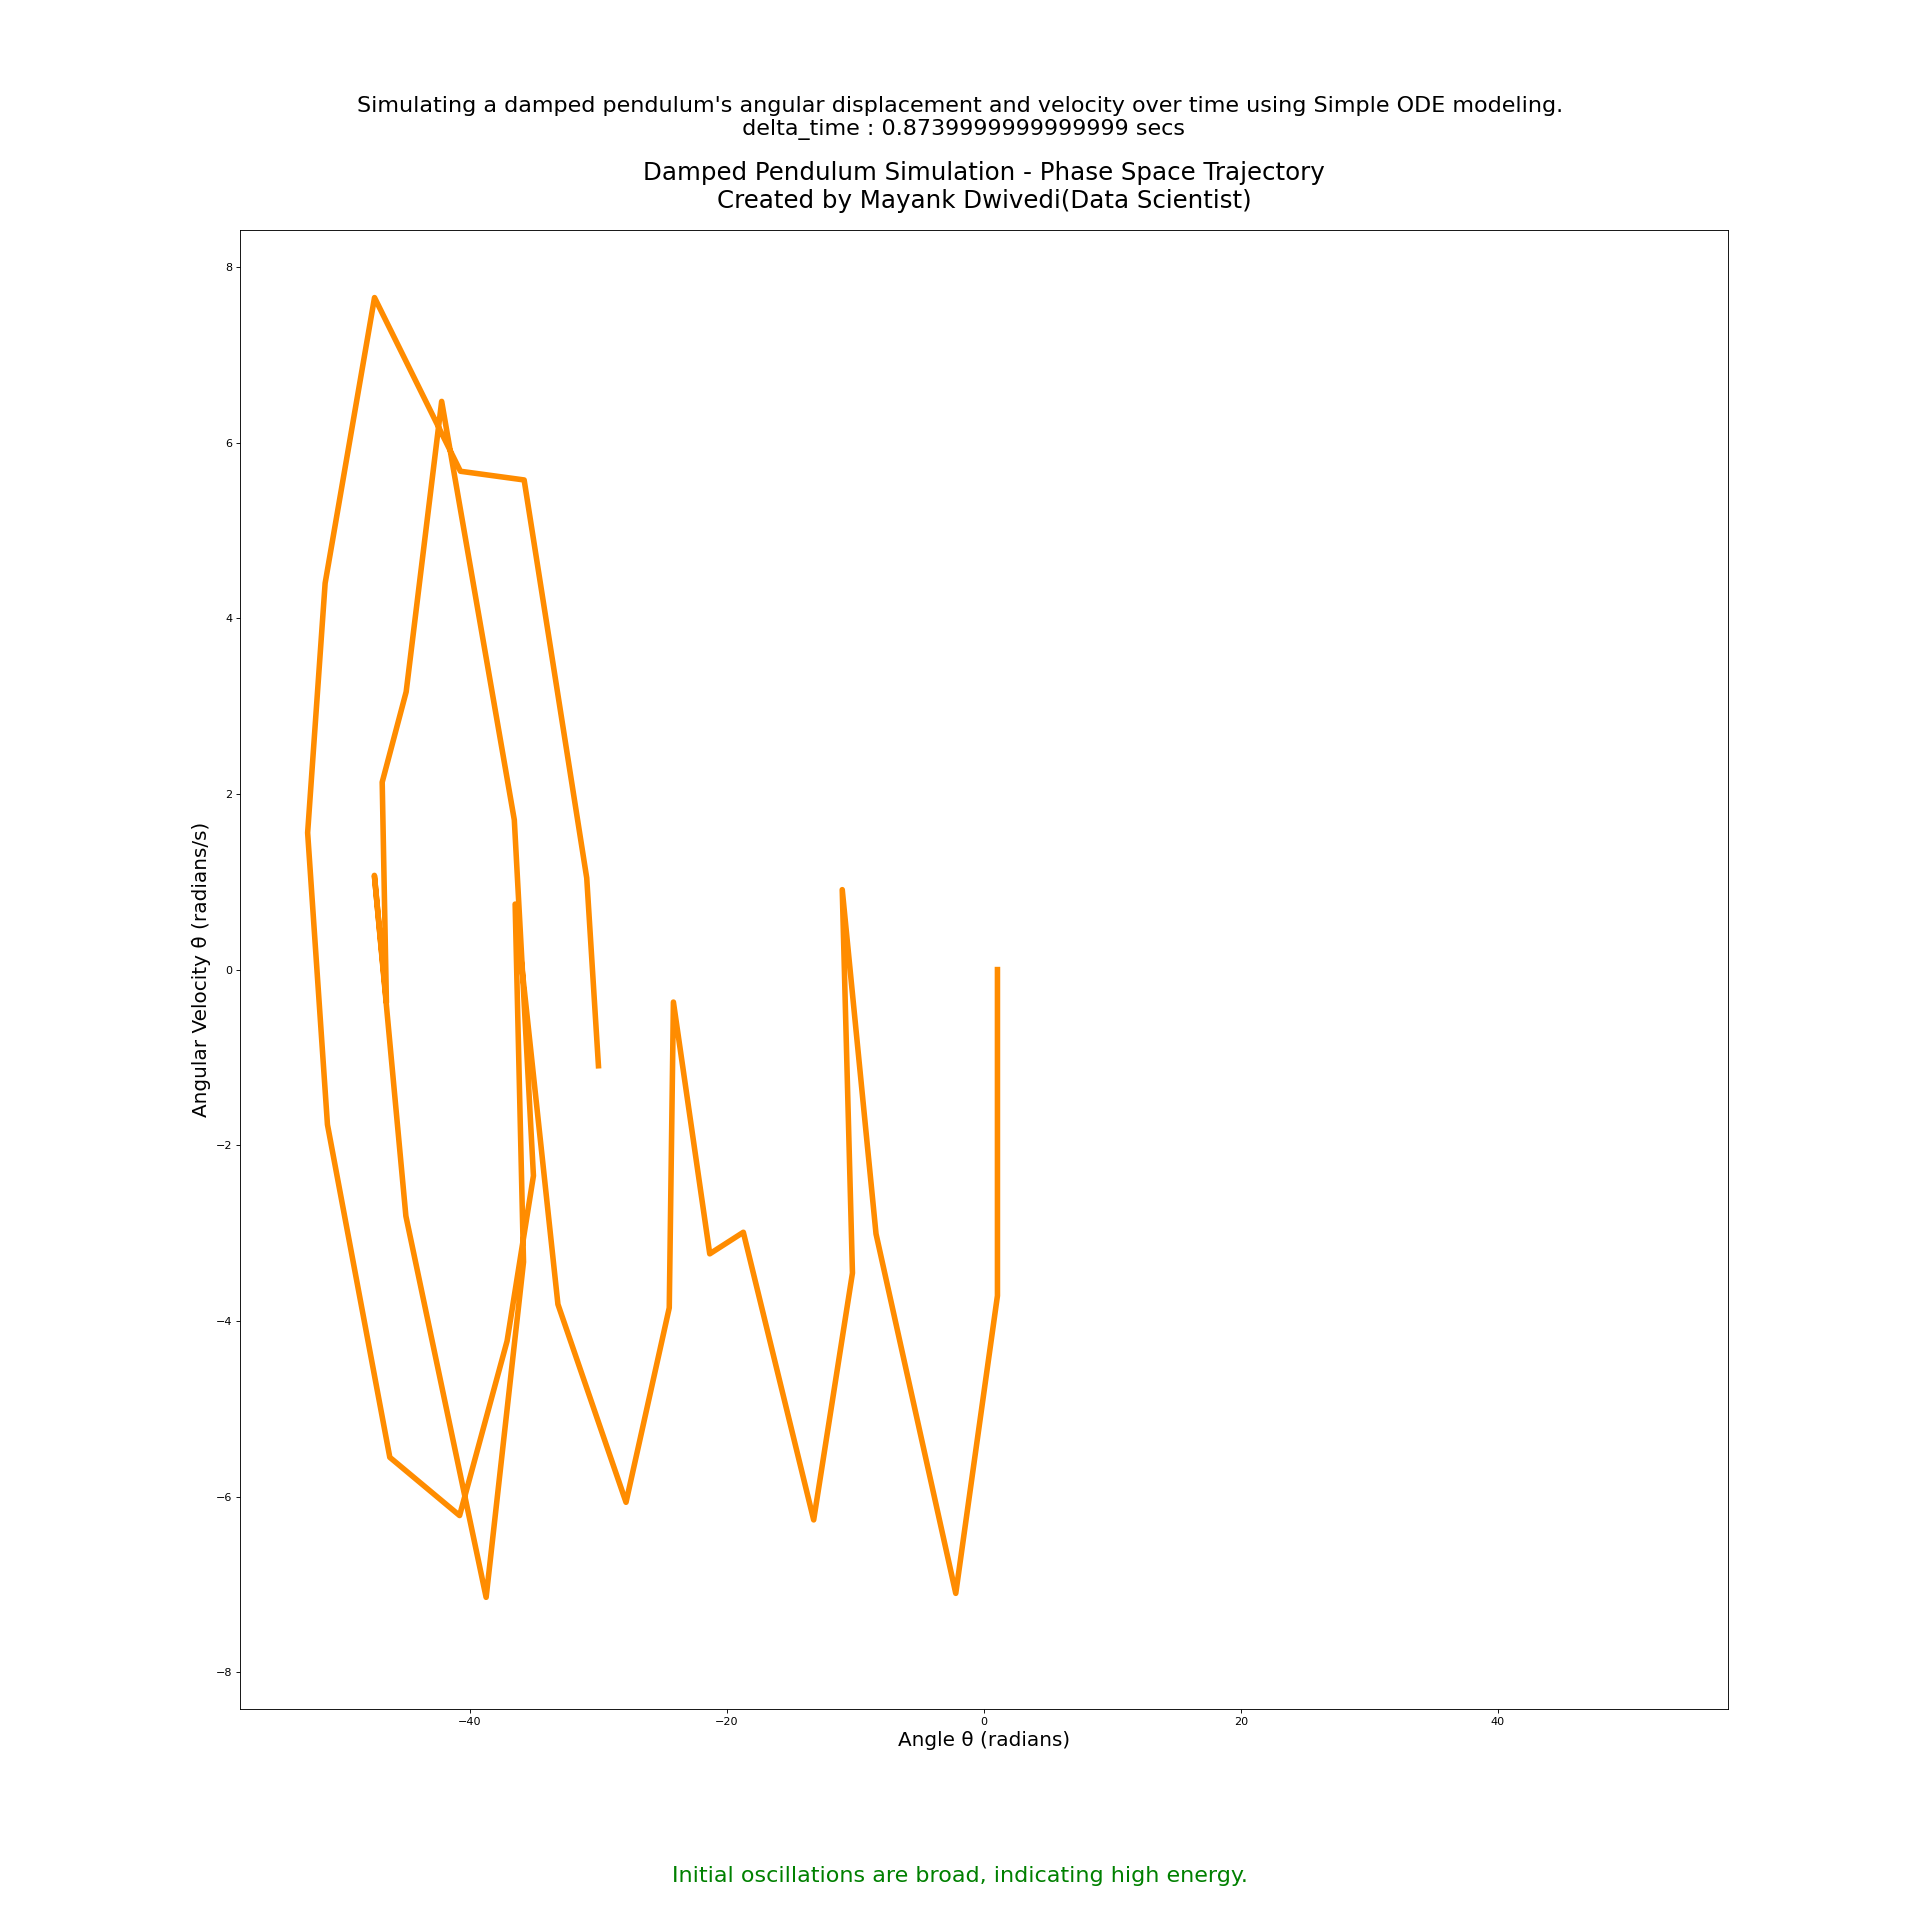 Simulating a damped pendulum's angular displacement and velocity over time using Simple ODE modeling.
delta_time : 0.8739999999999999 secs
Damped Pendulum Simulation - Phase Space Trajectory
Created by Mayank Dwivedi(Data Scientist)
8
6
4
2
0
−2
−4
−6
−8
Angular Velocity θ (radians/s)
−40
−20
0
20
40
Angle θ (radians)
Initial oscillations are broad, indicating high energy.